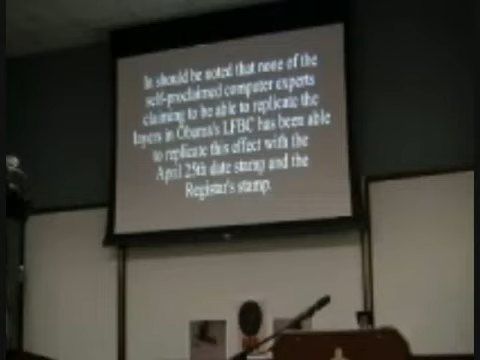 In should be noted that none of the
self-proclaimed computer experts
claiming to be able to replicate the
layers in Obama's LFBC has been able
to replicate this effect with the
April 25th date stamp and the
Registar's stamp.